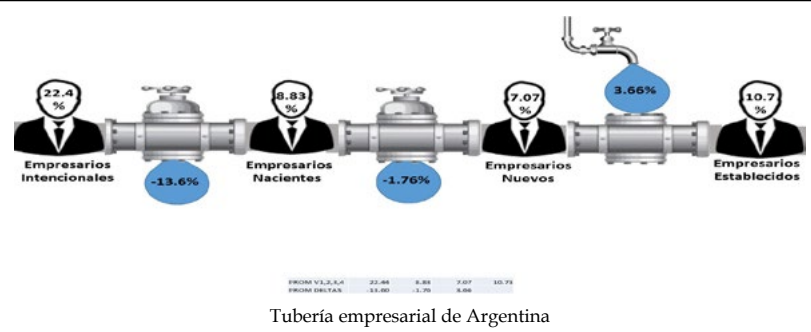 22.4
%
8.83
%
7.07
%
3.66%
10.7
%
Empresarios
Intencionales
-13.6%
Empresarios
Nacientes
-1.76%
Empresarios
Nuevos
Empresarios
Establecidos
FROM V1,2,3,4 22.44 8.83 7.07 10.73
FROM DELTAS -13.60 -1.76 3.66
Tubería empresarial de Argentina